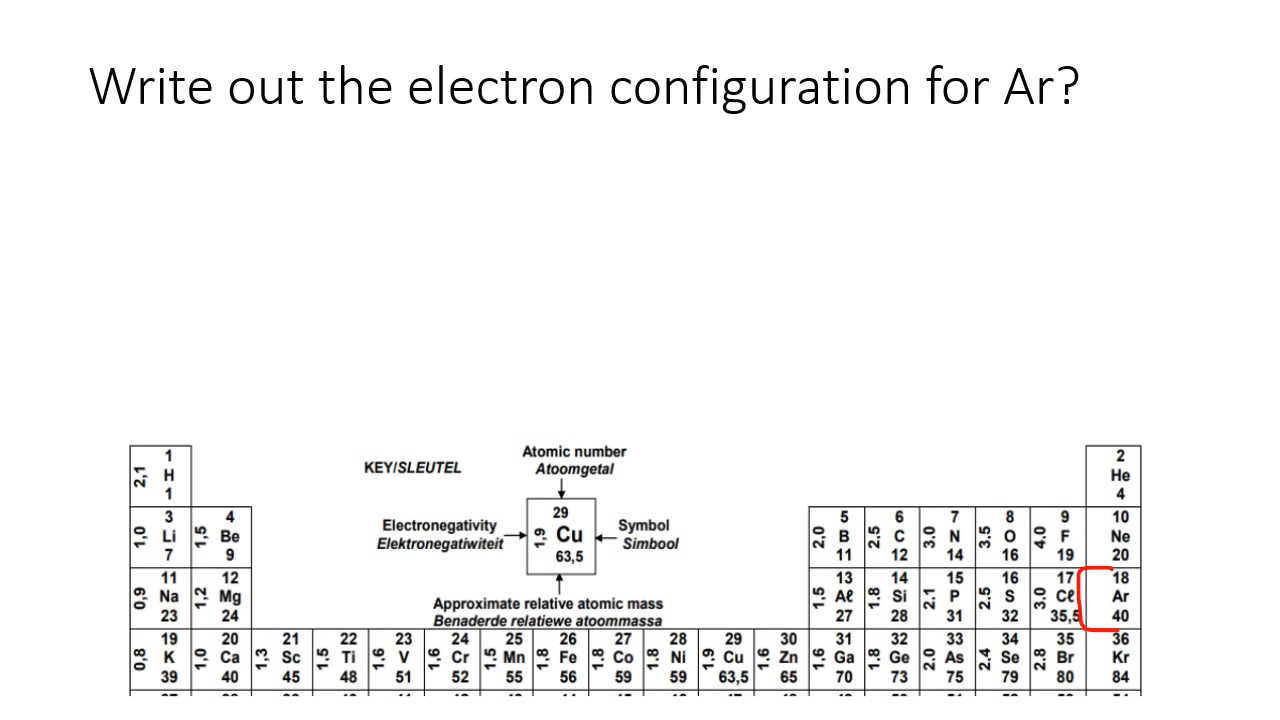 Write out the electron configuration for Ar?
1 Atomic number 2
2,1 H KEY/SLEUTEL Atoomgetal He
1 4
3 4 29 5 6 7 8 9 10
1,0 Li 1,5 Be Electronegativity 1,9 Cu Symbol 2,0 B 2.5 C 3.0 N 3.5 O 4.0 F Ne
7 9 Elektronegatiwiteit 63,5 Simbool 11 12 14 16 19 20
11 12 13 14 15 16 17 18
0,9 Na 1,2 Mg Approximate relative atomic mass 1,5 Aℓ 1.8 Si 2.1 P 2.5 S 3.0 Cℓ Ar
23 24 Benaderde relatiewe atoommassa 27 28 31 32 35,5 40
19 20 21 22 23 24 25 26 27 28 29 30 31 32 33 34 35 36
0,8 K 1,0 Ca 1,3 Sc 1,5 Ti 1,6 V 1,6 Cr 1,5 Mn 1,8 Fe 1,8 Co 1,8 Ni 1,9 Cu 1,6 Zn 1,6 Ga 1,8 Ge 2,0 As 2,4 Se 2,8 Br Kr
39 40 45 48 51 52 55 56 59 59 63,5 65 70 73 75 79 80 84